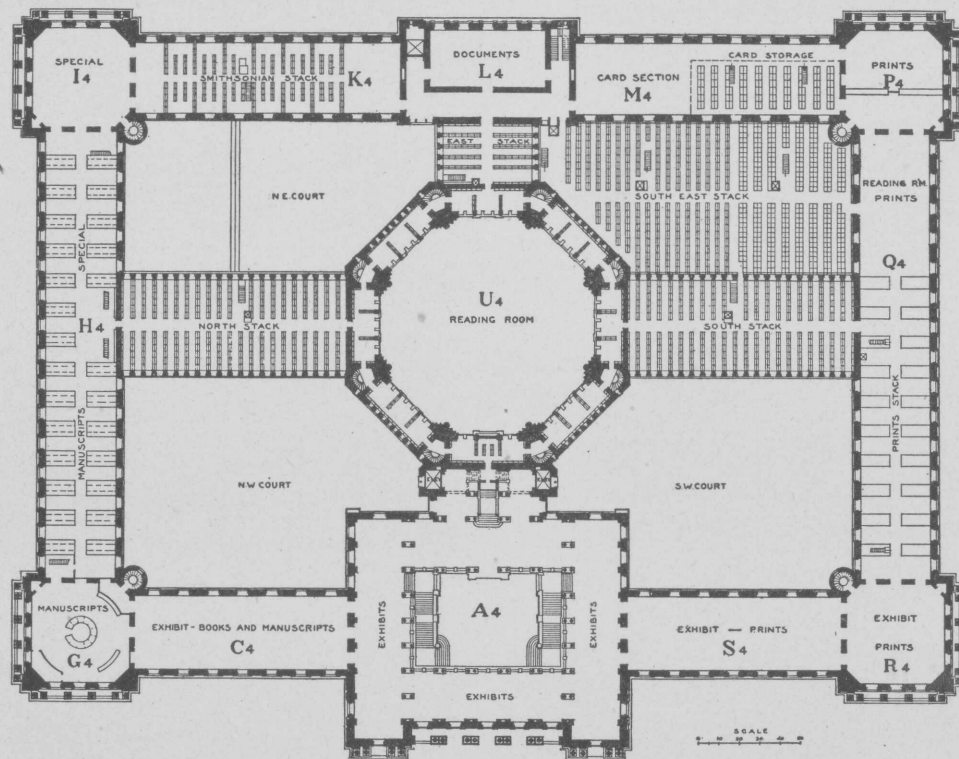 SPECIAL
I4
SMITHSONIAN STACK
K4
DOCUMENTS
L4
CARD SECTION
M4
CARD STORAGE
PRINTS
P4
EAST STACK
N.E. COURT
SOUTH EAST STACK
READING R'M.
PRINTS
SPECIAL
H4
MANUSCRIPTS
NORTH STACK
U4
READING ROOM
SOUTH STACK
Q4
PRINTS STACK
N.W. COURT
S.W. COURT
MANUSCRIPTS
G4
EXHIBIT - BOOKS AND MANUSCRIPTS
C4
EXHIBITS
A4
EXHIBITS
EXHIBITS
EXHIBIT — PRINTS
S4
EXHIBIT
PRINTS
R4
SCALE